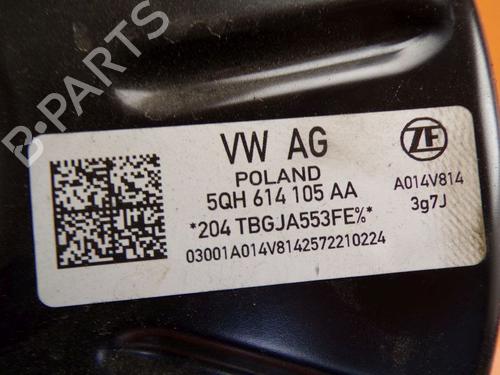 B-PARTS
VW AG
POLAND
5QH 614 105 AA
*204 TBGJA553FE%*
03001A014V8142572210224
ZF
A014V814
3g7J